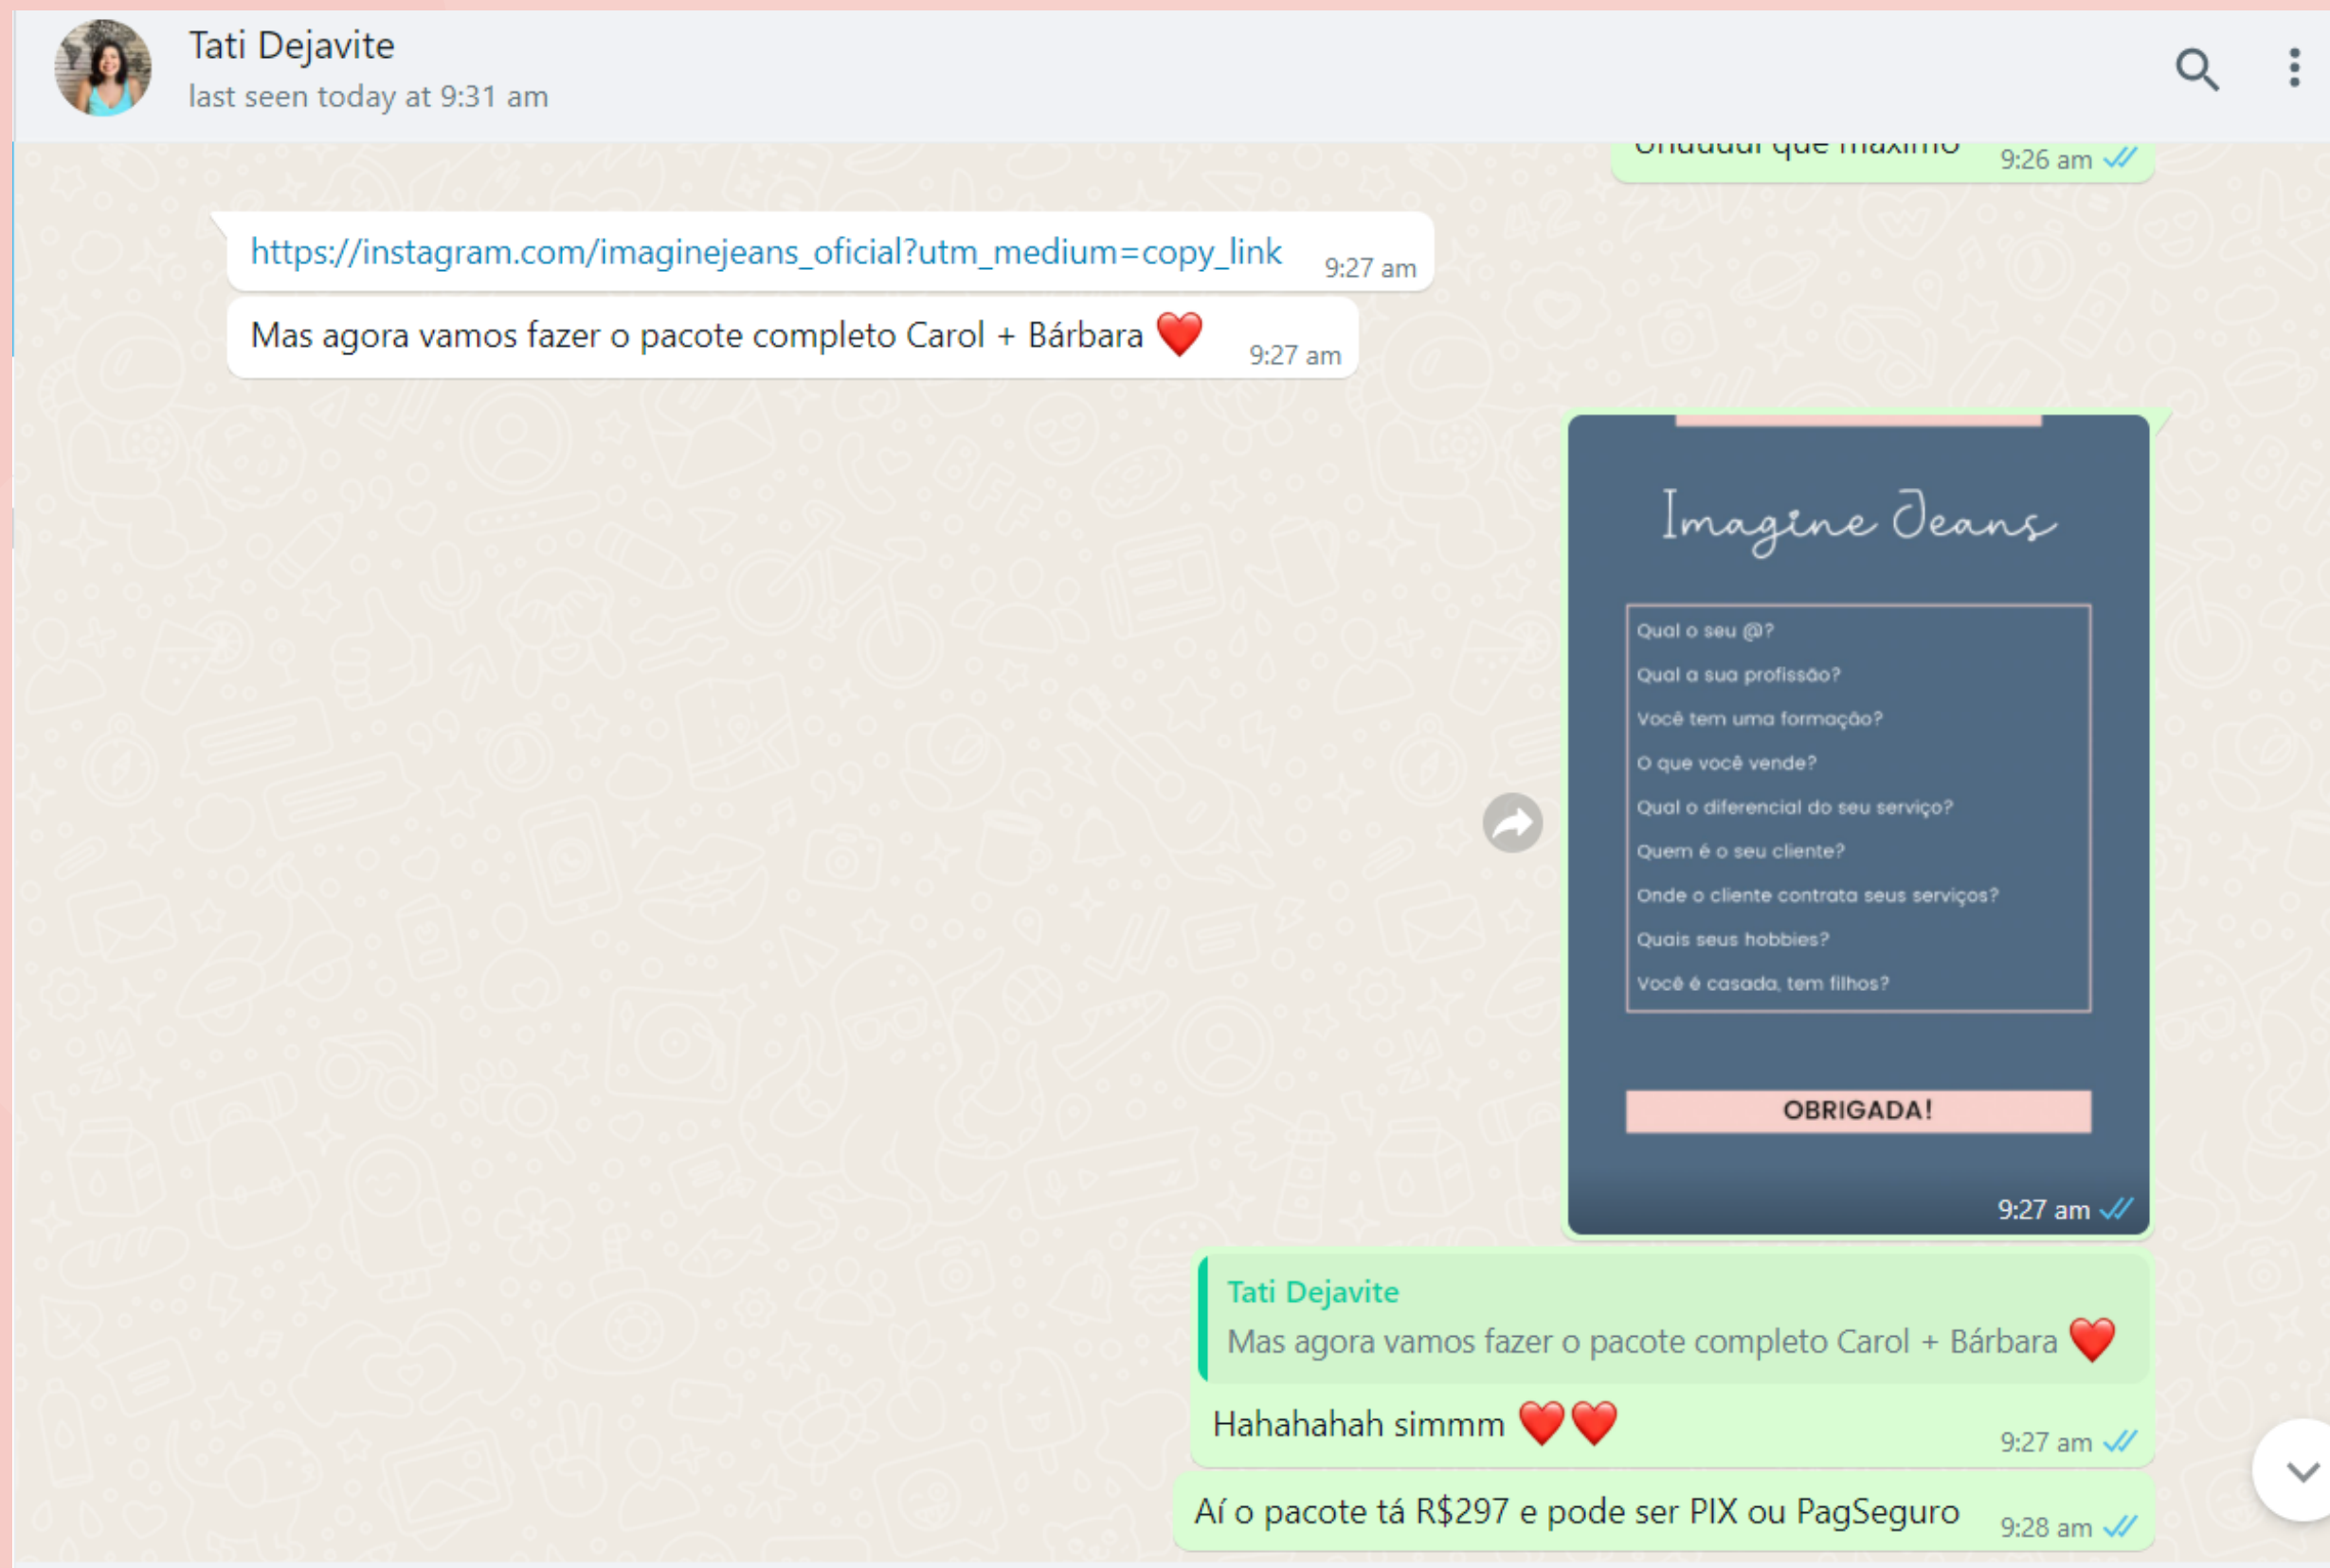 Tati Dejavite
last seen today at 9:31 am
que máximo
9:26 am
https://instagram.com/imaginejeans_oficial?utm_medium=copy_link
9:27 am
Mas agora vamos fazer o pacote completo Carol + Bárbara ❤️
9:27 am
Imagine Jeans
Qual o seu @?
Qual a sua profissão?
Você tem uma formação?
O que você vende?
Qual o diferencial do seu serviço?
Quem é o seu cliente?
Onde o cliente contrata seus serviços?
Quais seus hobbies?
Você é casada, tem filhos?
OBRIGADA!
9:27 am
Tati Dejavite
Mas agora vamos fazer o pacote completo Carol + Bárbara ❤️
Hahahahah simmm ❤️❤️
9:27 am
Aí o pacote tá R$297 e pode ser PIX ou PagSeguro
9:28 am